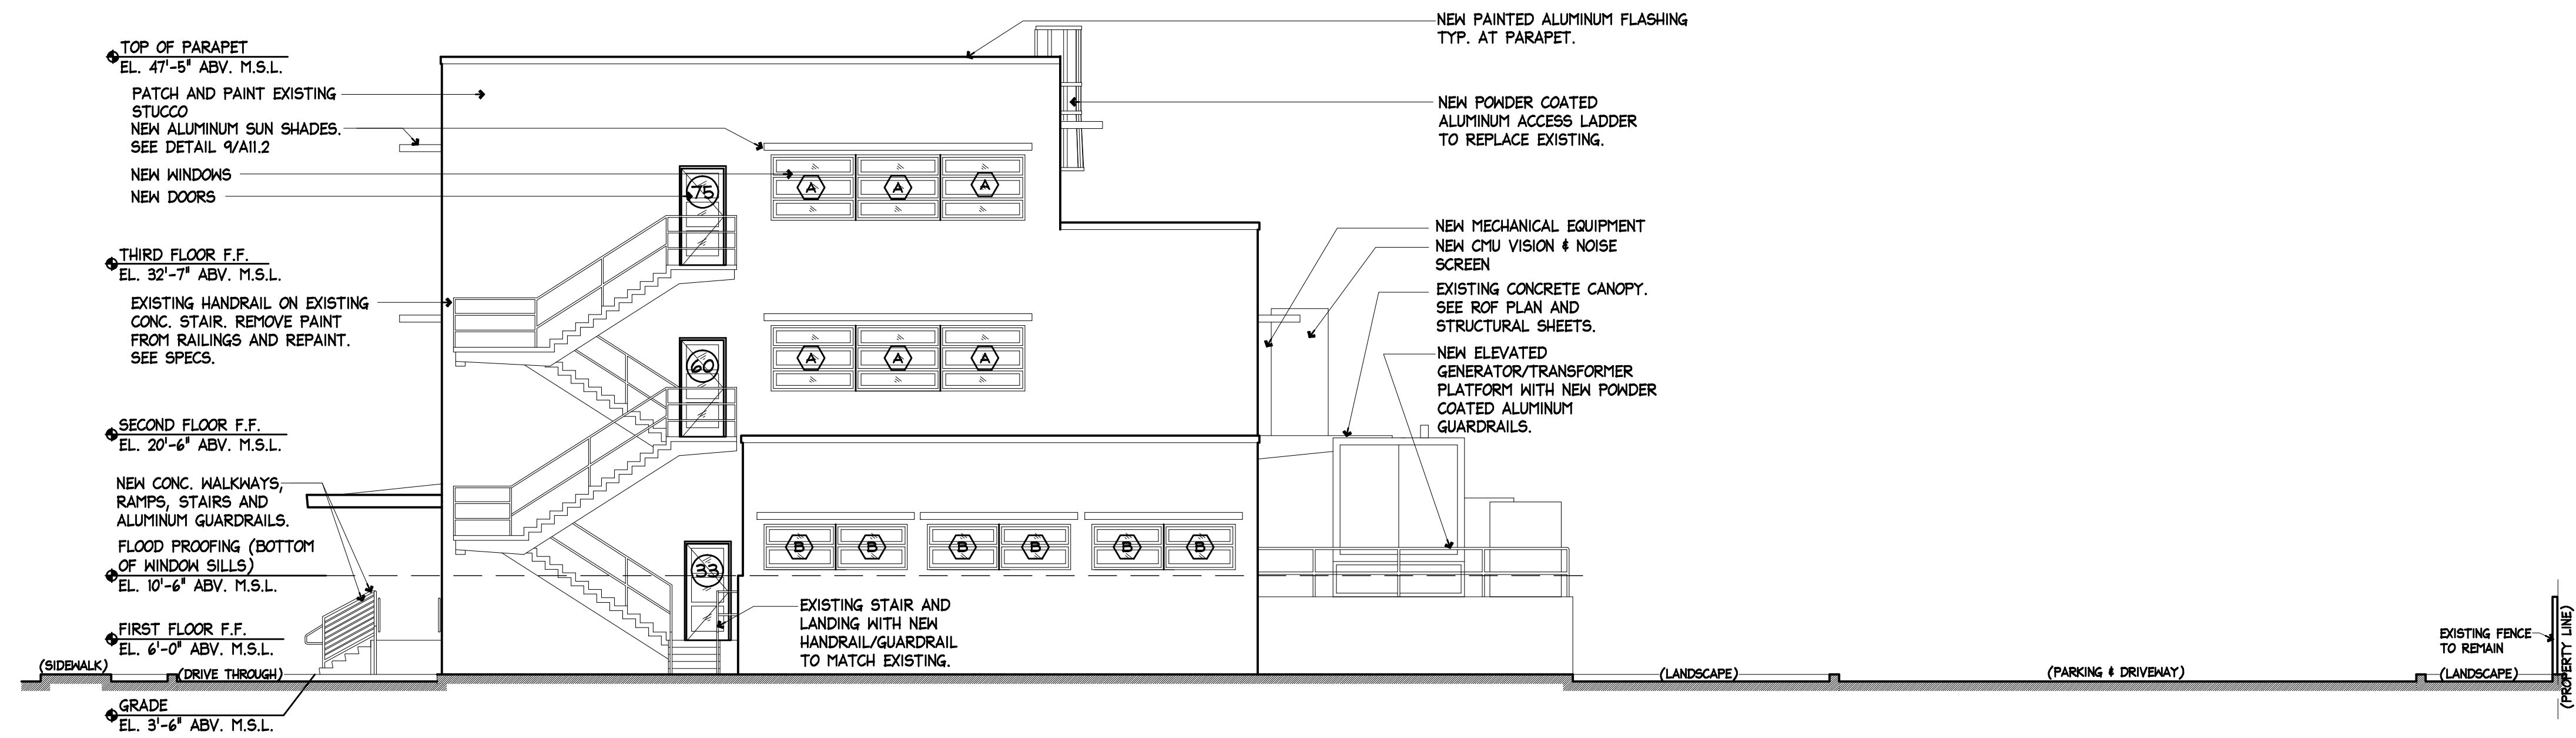 TOP OF PARAPET
EL. 47'-5" ABV. M.S.L.
PATCH AND PAINT EXISTING
STUCCO
NEW ALUMINUM SUN SHADES.
SEE DETAIL 9/A11.2
NEW WINDOWS
NEW DOORS
THIRD FLOOR F.F.
EL. 32'-7" ABV. M.S.L.
EXISTING HANDRAIL ON EXISTING
CONC. STAIR. REMOVE PAINT
FROM RAILINGS AND REPAINT.
SEE SPECS.
SECOND FLOOR F.F.
EL. 20'-6" ABV. M.S.L.
NEW CONC. WALKWAYS,
RAMPS, STAIRS AND
ALUMINUM GUARDRAILS.
FLOOD PROOFING (BOTTOM
OF WINDOW SILLS)
EL. 10'-6" ABV. M.S.L.
FIRST FLOOR F.F.
EL. 6'-0" ABV. M.S.L.
(SIDEWALK)
(DRIVE THROUGH)
GRADE
EL. 3'-6" ABV. M.S.L.
75
A A A
60
A A A
33
B B B B B B
EXISTING STAIR AND
LANDING WITH NEW
HANDRAIL/GUARDRAIL
TO MATCH EXISTING.
NEW PAINTED ALUMINUM FLASHING
TYP. AT PARAPET.
NEW POWDER COATED
ALUMINUM ACCESS LADDER
TO REPLACE EXISTING.
NEW MECHANICAL EQUIPMENT
NEW CMU VISION & NOISE
SCREEN
EXISTING CONCRETE CANOPY.
SEE ROF PLAN AND
STRUCTURAL SHEETS.
NEW ELEVATED
GENERATOR/TRANSFORMER
PLATFORM WITH NEW POWDER
COATED ALUMINUM
GUARDRAILS.
(LANDSCAPE)
(PARKING & DRIVEWAY)
EXISTING FENCE
TO REMAIN
(LANDSCAPE)
(PROPERTY LINE)